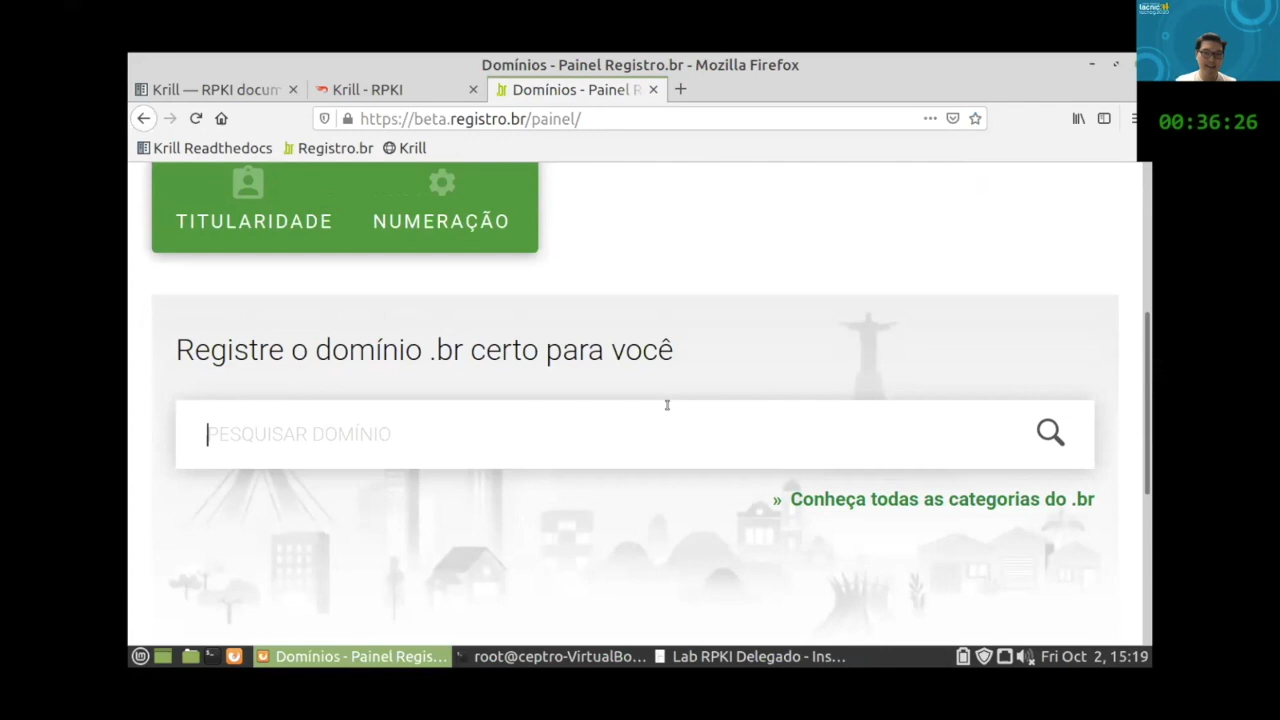 lacnic
Domínios - Painel Registro.br - Mozilla Firefox
Krill — RPKI docum
Krill - RPKI
Domínios - Painel R
https://beta.registro.br/painel/
00:36:26
Krill Readthedocs
Registro.br
Krill
TITULARIDADE
NUMERAÇÃO
Registre o domínio .br certo para você
PESQUISAR DOMÍNIO
» Conheça todas as categorias do .br
Domínios - Painel Regis...
root@ceptro-VirtualBo...
Lab RPKI Delegado - Ins...
Fri Oct 2, 15:19